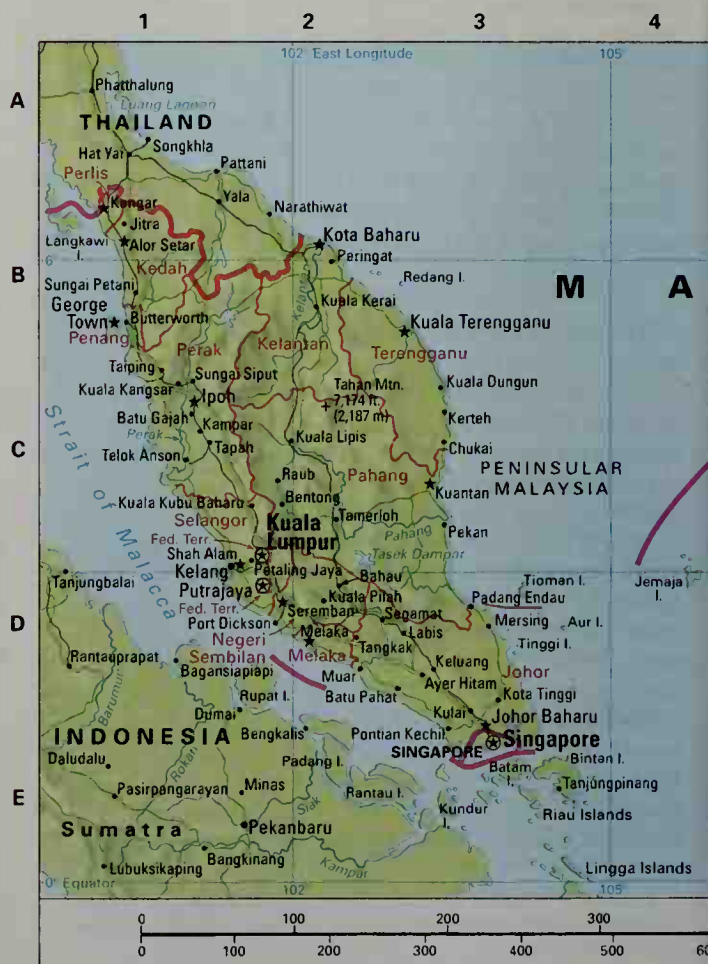 1 2 3 4
102° East Longitude 105°
A
Phatthalung
Luang Lagoon
THAILAND
Songkhla
Hat Yai
Pattani
Perlis
Yala
Kangar
Narathiwat
Jitra
Langkawi
I.
Alor Setar
Kota Baharu
6
Peringat
Kedah
B
Redang I.
M A
Sungai Petani
Kelantan
George
Town
Kuala Kerai
Butterworth
Kuala Terengganu
Penang
Perak
Kelantan
Terengganu
Taiping
Sungai Siput
Tahan Mtn.
7,174 ft.
(2,187 m)
Kuala Dungun
Kuala Kangsar
Ipoh
Batu Gajah
Kerteh
Kampar
Perak
Tapah
Kuala Lipis
Chukai
C
Telok Anson
Strait of Malacca
Raub
Pahang
PENINSULAR
MALAYSIA
Kuantan
Bentong
Kuala Kubu Baharu
Selangor
Kuala
Lumpur
Tamerloh
Pahang
Pekan
Fed. Terr.
Tasek Dampar
Shah Alam
Kelang
Petaling Jaya
Tanjungbalai
Bahau
Tioman I.
Jemaja
I.
Putrajaya
Kuala Pilah
Padang Endau
Fed. Terr.
Seremban
Segamat
D
Port Dickson
Mersing
Aur I.
Melaka
Labis
Negeri
Sembilan
Melaka
Tangkak
Tinggi I.
Rantauprapat
Bagansiapiapi
Muar
Keluang
Johor
Barumun
Ayer Hitam
Rupat I.
Batu Pahat
Kota Tinggi
Dumai
Kulai
Johor Baharu
INDONESIA
Bengkalis
Pontian Kechil
SINGAPORE
Singapore
Daludalu
Rokan
Padang I.
Bintan I.
Batam
I.
Pasirpangarayan
Minas
Tanjungpinang
E
Siak
Rantau I.
Kundur
I.
Riau Islands
Sumatra
Pekanbaru
Bangkinang
Lubuksikaping
Kampar
Lingga Islands
0° Equator
102 105
0 100 200 300
0 100 200 300 400 500